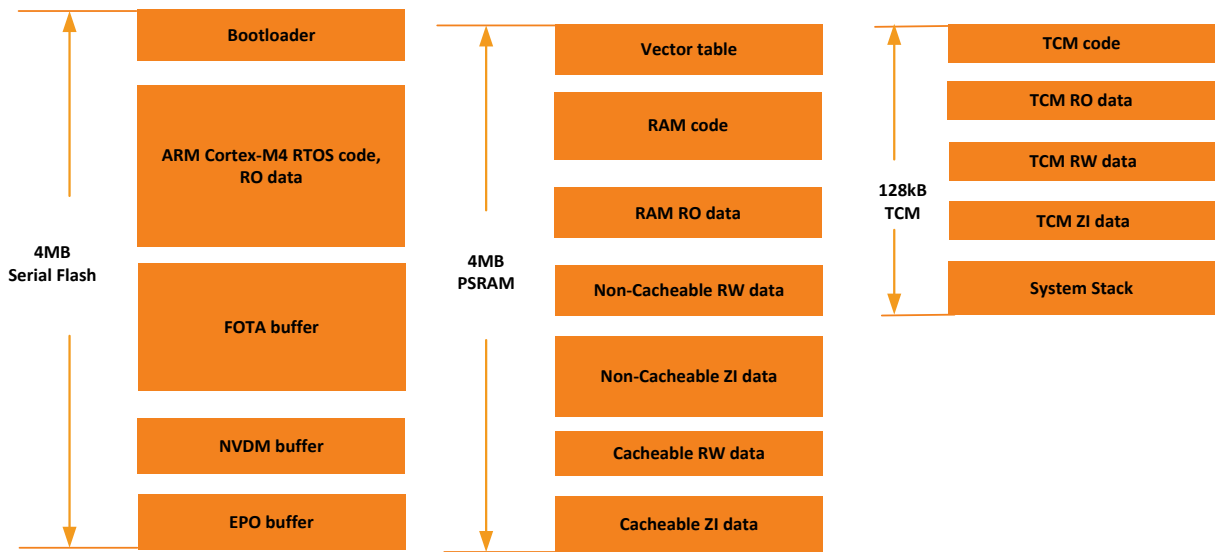 Bootloader
ARM Cortex-M4 RTOS code,
RO data
4MB
Serial Flash
FOTA buffer
NVDM buffer
EPO buffer
Vector table
RAM code
RAM RO data
4MB
PSRAM
Non-Cacheable RW data
Non-Cacheable ZI data
Cacheable RW data
Cacheable ZI data
TCM code
TCM RO data
TCM RW data
128kB
TCM
TCM ZI data
System Stack